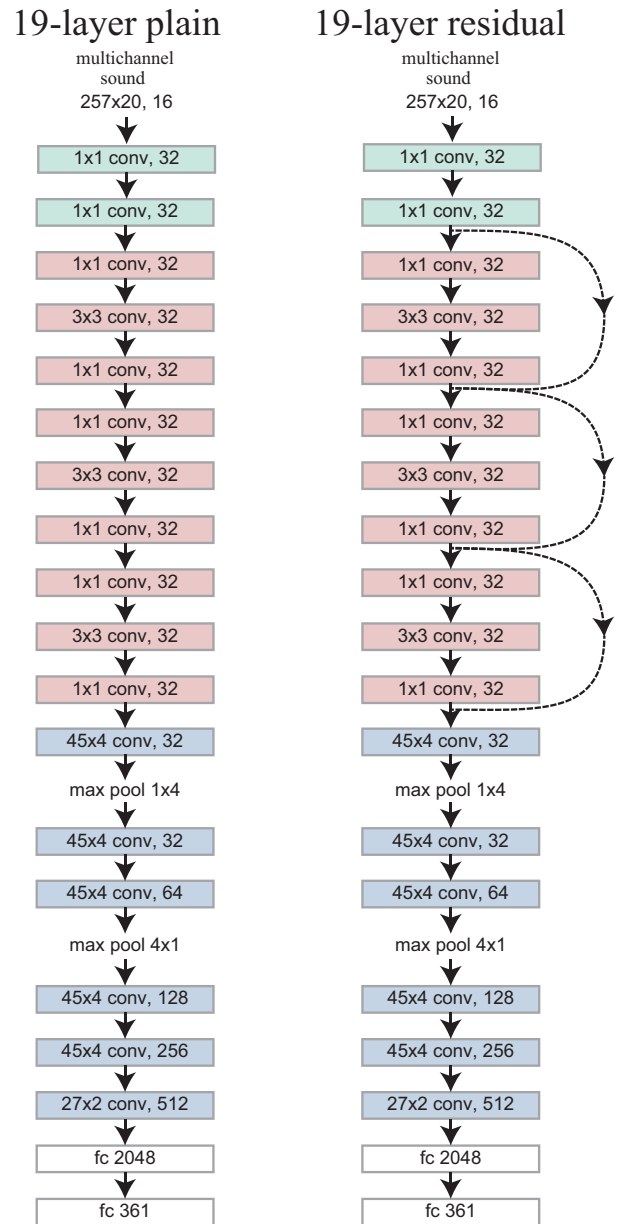 19-layer plain
multichannel
sound
257x20, 16
1x1 conv, 32
1x1 conv, 32
1x1 conv, 32
3x3 conv, 32
1x1 conv, 32
1x1 conv, 32
3x3 conv, 32
1x1 conv, 32
1x1 conv, 32
3x3 conv, 32
1x1 conv, 32
45x4 conv, 32
max pool 1x4
45x4 conv, 32
45x4 conv, 64
max pool 4x1
45x4 conv, 128
45x4 conv, 256
27x2 conv, 512
fc 2048
fc 361
19-layer residual
multichannel
sound
257x20, 16
1x1 conv, 32
1x1 conv, 32
1x1 conv, 32
3x3 conv, 32
1x1 conv, 32
1x1 conv, 32
3x3 conv, 32
1x1 conv, 32
1x1 conv, 32
3x3 conv, 32
1x1 conv, 32
45x4 conv, 32
max pool 1x4
45x4 conv, 32
45x4 conv, 64
max pool 4x1
45x4 conv, 128
45x4 conv, 256
27x2 conv, 512
fc 2048
fc 361